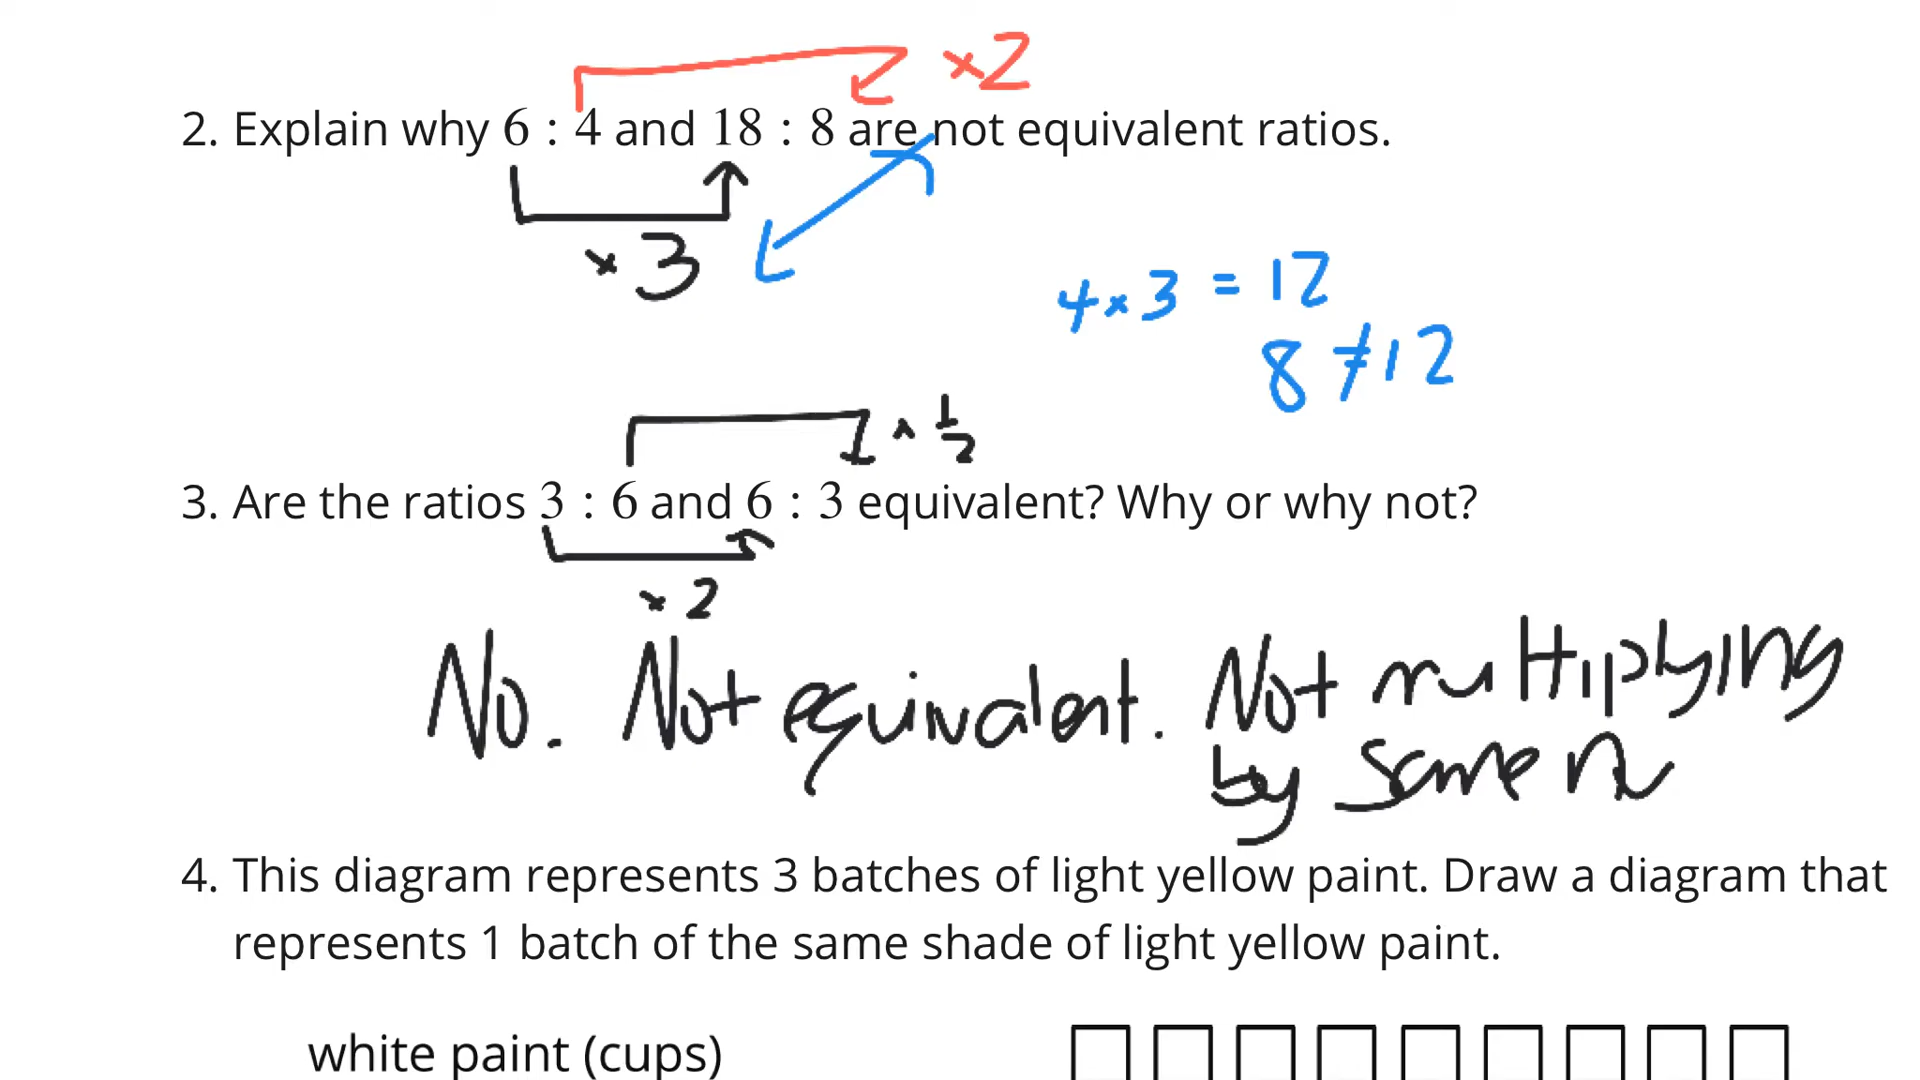 ×2
2. Explain why 6 : 4 and 18 : 8 are not equivalent ratios.
×3
4×3 = 12
8 ≠ 12
× 1/2
3. Are the ratios 3 : 6 and 6 : 3 equivalent? Why or why not?
×2
No. Not equivalent. Not multiplying
by same n
4. This diagram represents 3 batches of light yellow paint. Draw a diagram that
represents 1 batch of the same shade of light yellow paint.
white paint (cups)